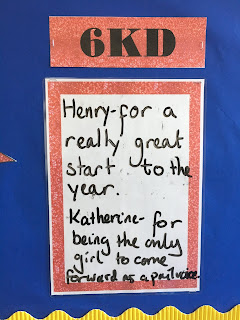 6KD
Henry-for a
really great
start to the
year.
Katherine- for
being the only
girl to come
forward as a pupil voice.